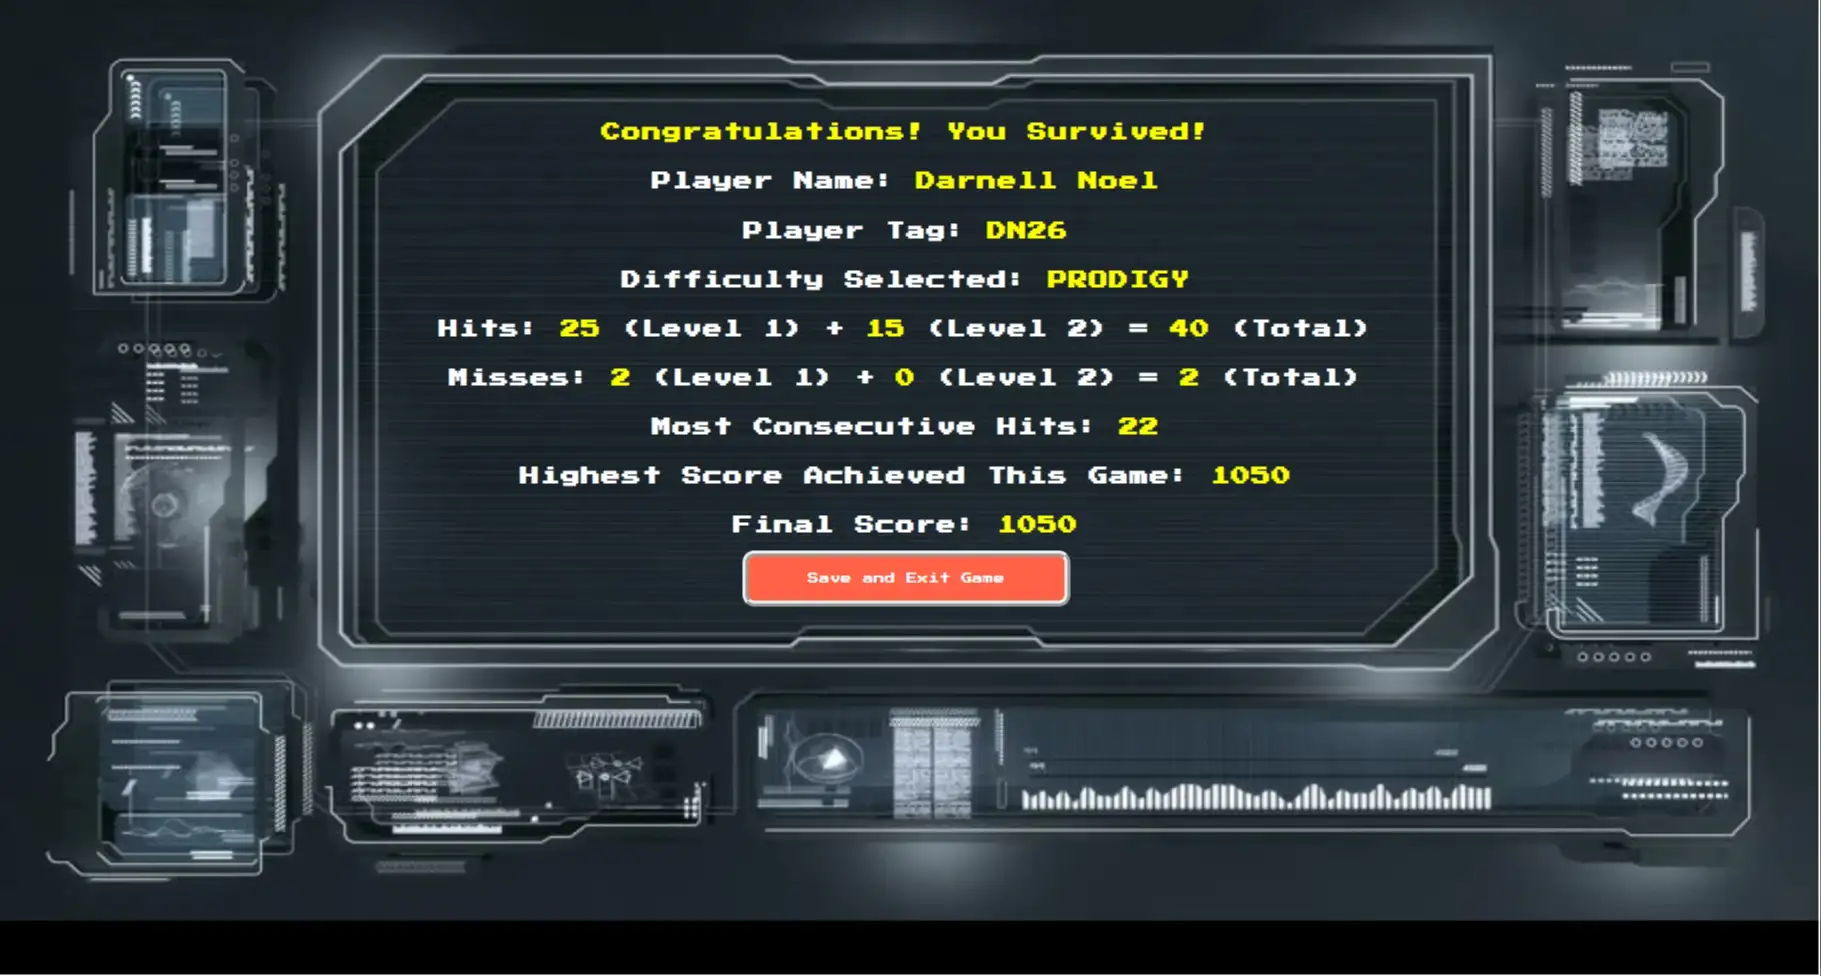 Congratulations! You Survived!
Player Name: Darnell Noel
Player Tag: DN26
Difficulty Selected: PRODIGY
Hits: 25 (Level 1) + 15 (Level 2) = 40 (Total)
Misses: 2 (Level 1) + 0 (Level 2) = 2 (Total)
Most Consecutive Hits: 22
Highest Score Achieved This Game: 1050
Final Score: 1050
Save and Exit Game